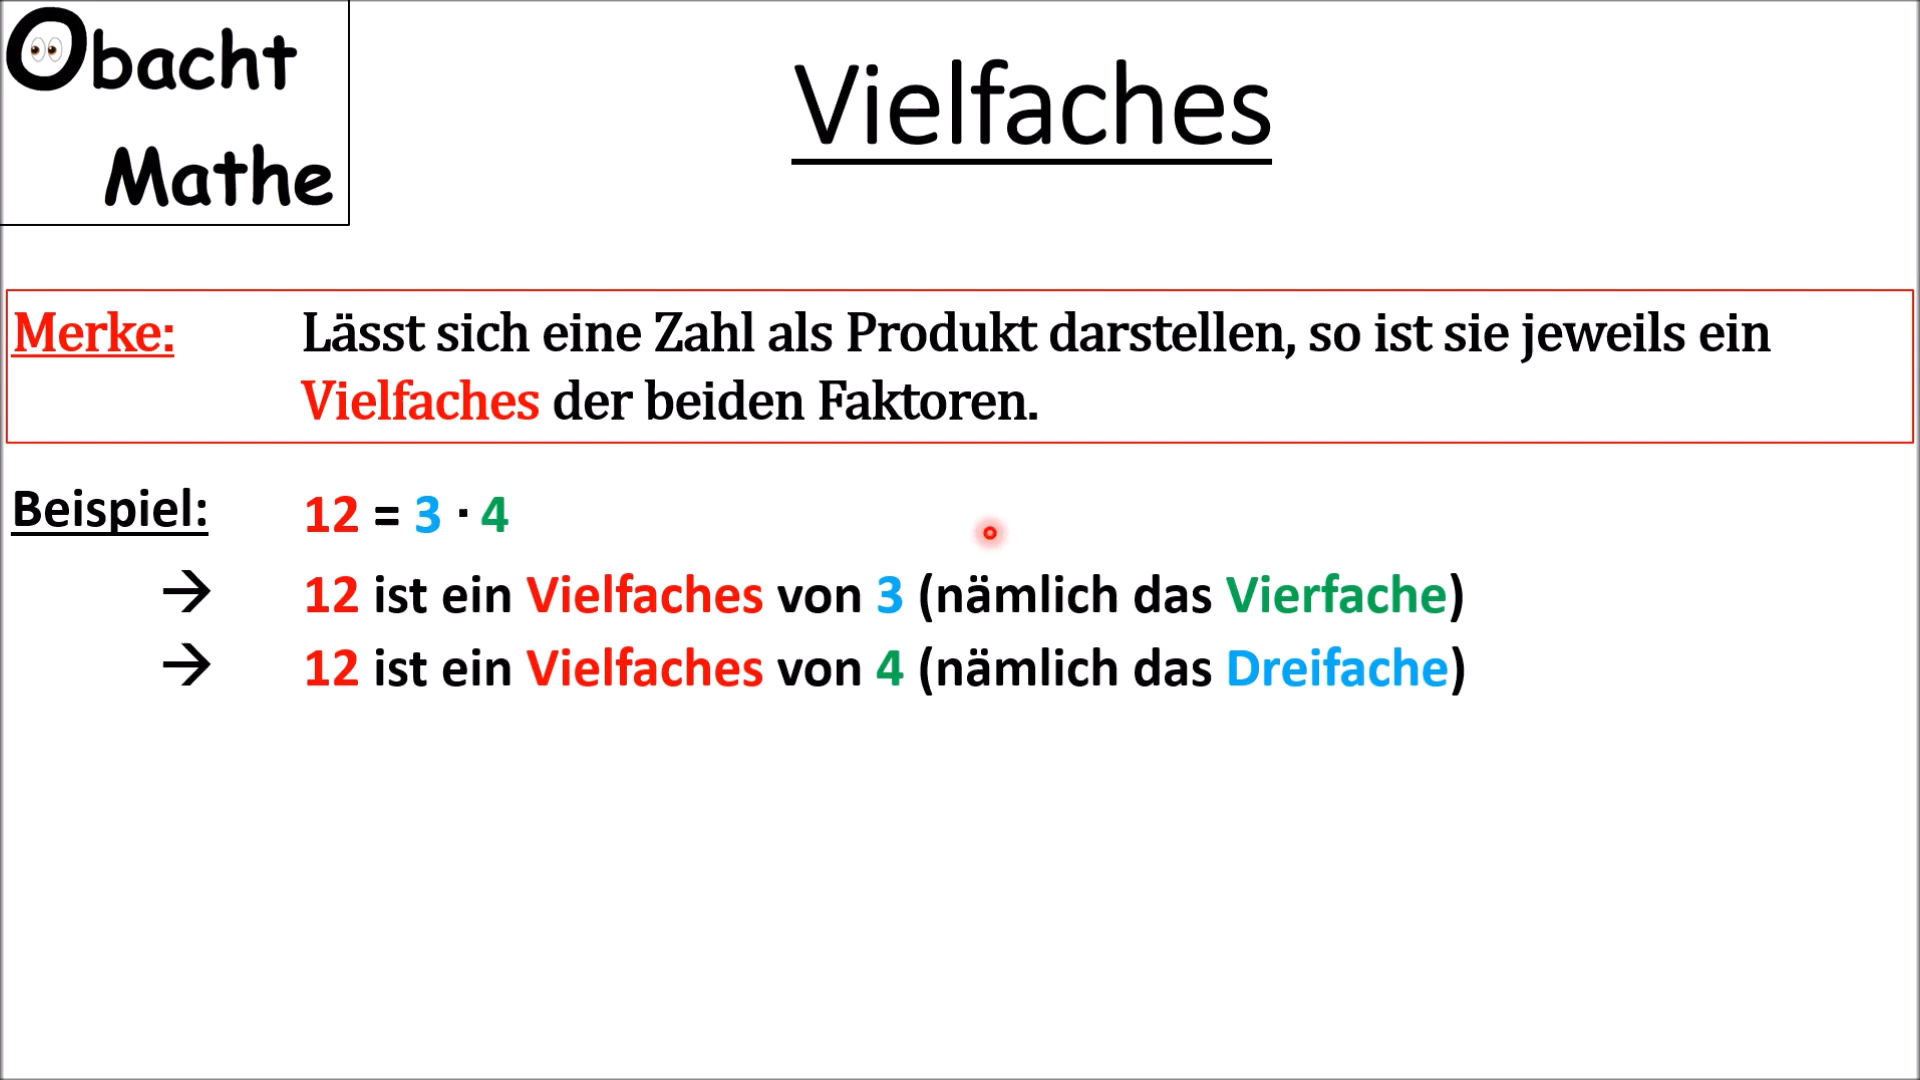 Obacht
Mathe
Vielfaches
Merke: Lässt sich eine Zahl als Produkt darstellen, so ist sie jeweils ein
Vielfaches der beiden Faktoren.
Beispiel: 12 = 3 · 4
→ 12 ist ein Vielfaches von 3 (nämlich das Vierfache)
→ 12 ist ein Vielfaches von 4 (nämlich das Dreifache)